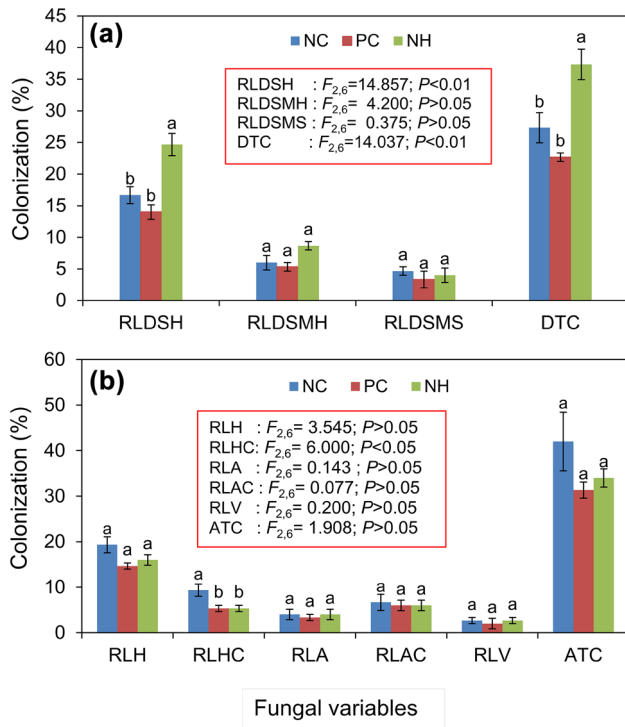 (a)
NC PC NH
RLDSH : F2,6=14.857; P<0.01
RLDSMH : F2,6= 4.200; P>0.05
RLDSMS : F2,6= 0.375; P>0.05
DTC : F2,6=14.037; P<0.01
Colonization (%)
45
40
35
30
25
20
15
10
5
0
b b a
a a a
a a a
b b a
RLDSH RLDSMH RLDSMS DTC
(b)
NC PC NH
RLH : F2,6= 3.545; P>0.05
RLHC: F2,6= 6.000; P<0.05
RLA : F2,6= 0.143 ; P>0.05
RLAC : F2,6= 0.077; P>0.05
RLV : F2,6= 0.200; P>0.05
ATC : F2,6= 1.908; P>0.05
Colonization (%)
60
50
40
30
20
10
0
a a a
a b b
a a a
a a a
a a a
a a a
RLH RLHC RLA RLAC RLV ATC
Fungal variables